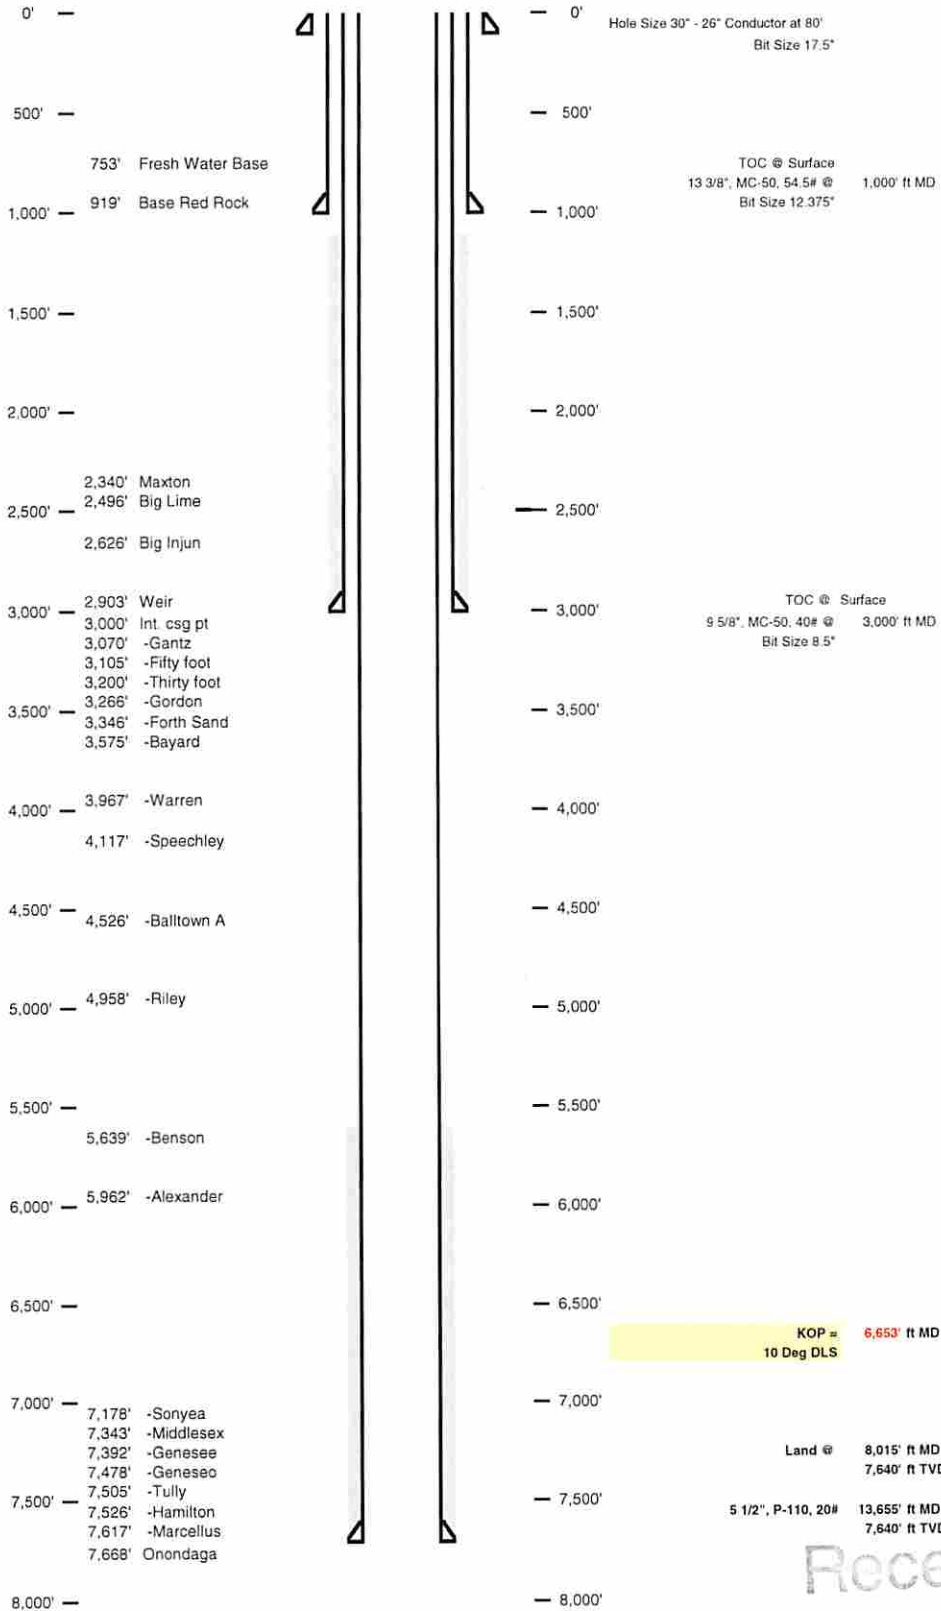 0' 0' Hole Size 30" - 26" Conductor at 80'
Bit Size 17.5"
500' 500'
753' Fresh Water Base TOC @ Surface
13 3/8", MC-50, 54.5# @ 1,000' ft MD
919' Base Red Rock Bit Size 12.375"
1,000' 1,000'
1,500' 1,500'
2,000' 2,000'
2,340' Maxton
2,496' Big Lime
2,500' 2,500'
2,626' Big Injun
2,903' Weir TOC @ Surface
3,000' 3,000'
3,000' Int. csg pt 9 5/8", MC-50, 40# @ 3,000' ft MD
3,070' -Gantz Bit Size 8.5"
3,105' -Fifty foot
3,200' -Thirty foot
3,266' -Gordon
3,500' 3,500'
3,346' -Forth Sand
3,575' -Bayard
3,967' -Warren
4,000' 4,000'
4,117' -Speechley
4,500' 4,500'
4,526' -Balltown A
4,958' -Riley
5,000' 5,000'
5,500' 5,500'
5,639' -Benson
5,962' -Alexander
6,000' 6,000'
6,500' 6,500'
KOP = 6,653' ft MD
10 Deg DLS
7,000' 7,000'
7,178' -Sonyea
7,343' -Middlesex
7,392' -Genesee Land @ 8,015' ft MD
7,478' -Geneseo 7,640' ft TVD
7,500' 7,500'
7,505' -Tully
7,526' -Hamilton 5 1/2", P-110, 20# 13,655' ft MD
7,617' -Marcellus 7,640' ft TVD
7,668' Onondaga
Rece
8,000' 8,000'